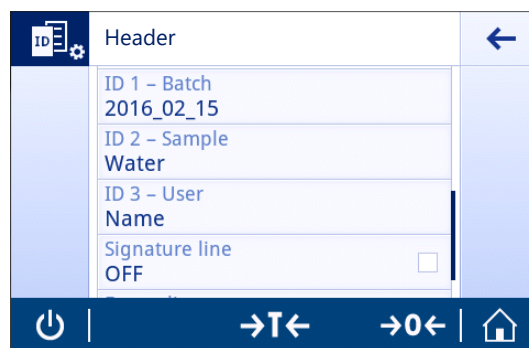 ID
Header
ID 1 – Batch
2016_02_15
ID 2 – Sample
Water
ID 3 – User
Name
Signature line
OFF
→T←
→0←